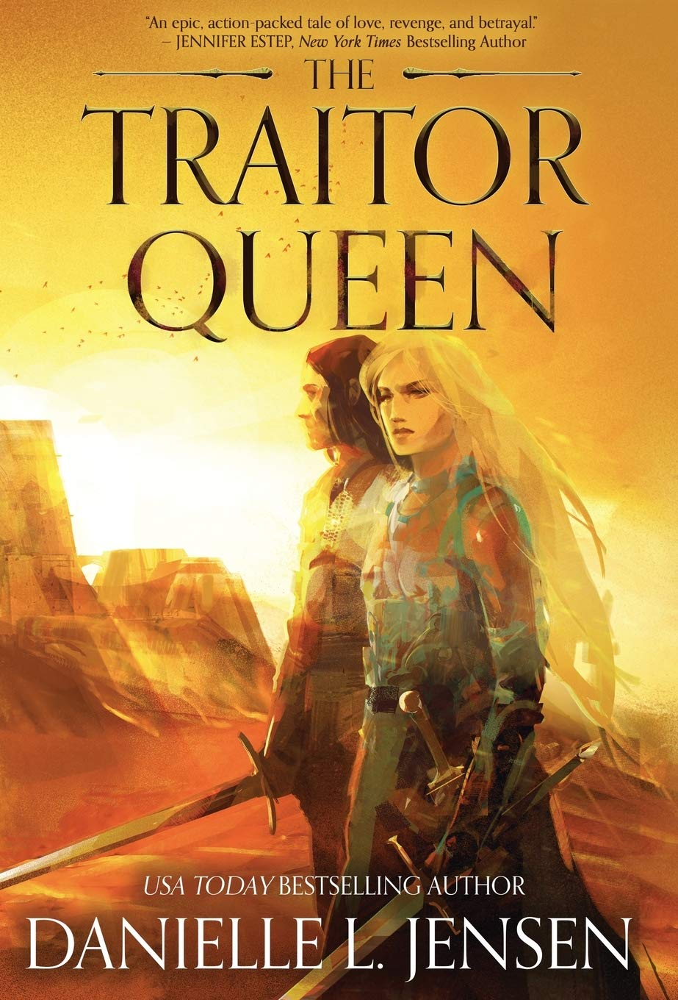 “An epic, action-packed tale of love, revenge, and betrayal.”
– JENNIFER ESTEP, New York Times Bestselling Author
THE
TRAITOR
QUEEN
USA TODAY BESTSELLING AUTHOR
DANIELLE L. JENSEN